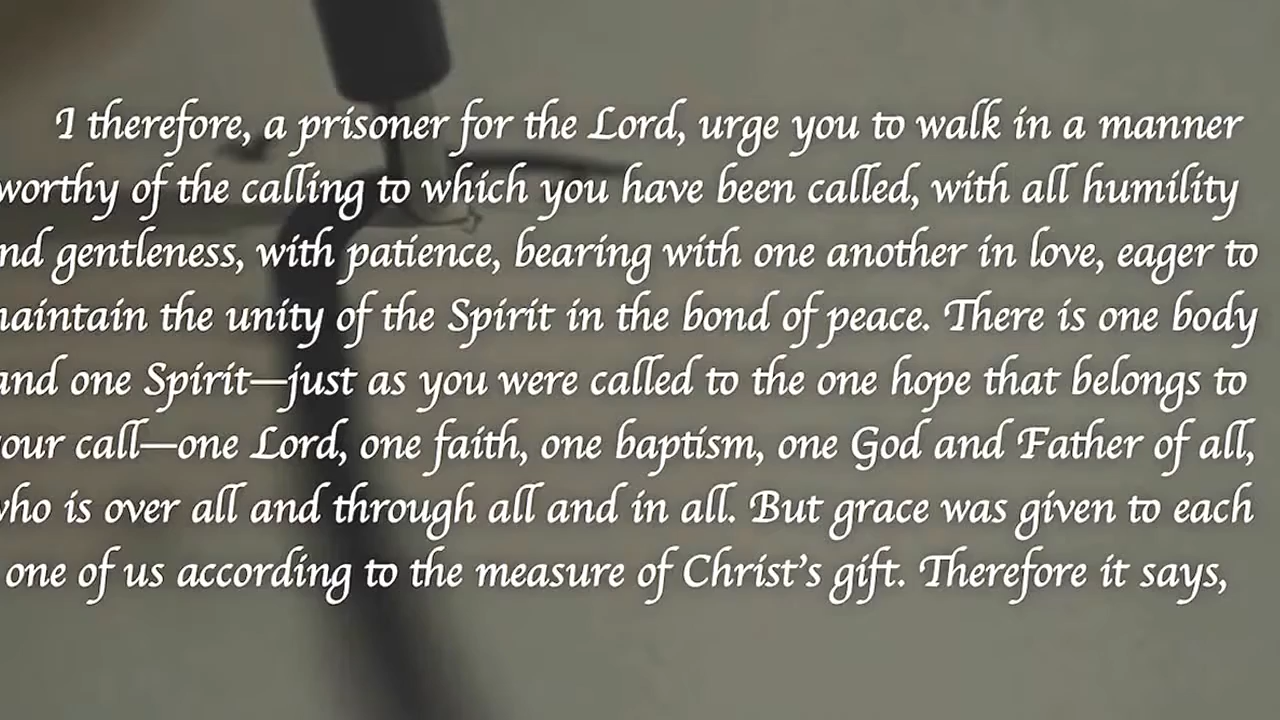 I therefore, a prisoner for the Lord, urge you to walk in a manner
worthy of the calling to which you have been called, with all humility
nd gentleness, with patience, bearing with one another in love, eager to
maintain the unity of the Spirit in the bond of peace. There is one body
and one Spirit—just as you were called to the one hope that belongs to
your call—one Lord, one faith, one baptism, one God and Father of all,
who is over all and through all and in all. But grace was given to each
one of us according to the measure of Christ's gift. Therefore it says,